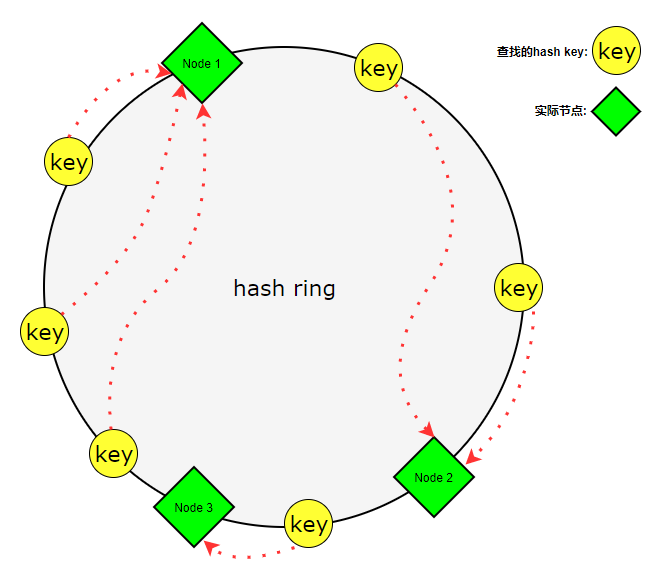 Node 1
key
查找的hash key:
key
实际节点:
key
hash ring
key
key
key
Node 2
Node 3
key